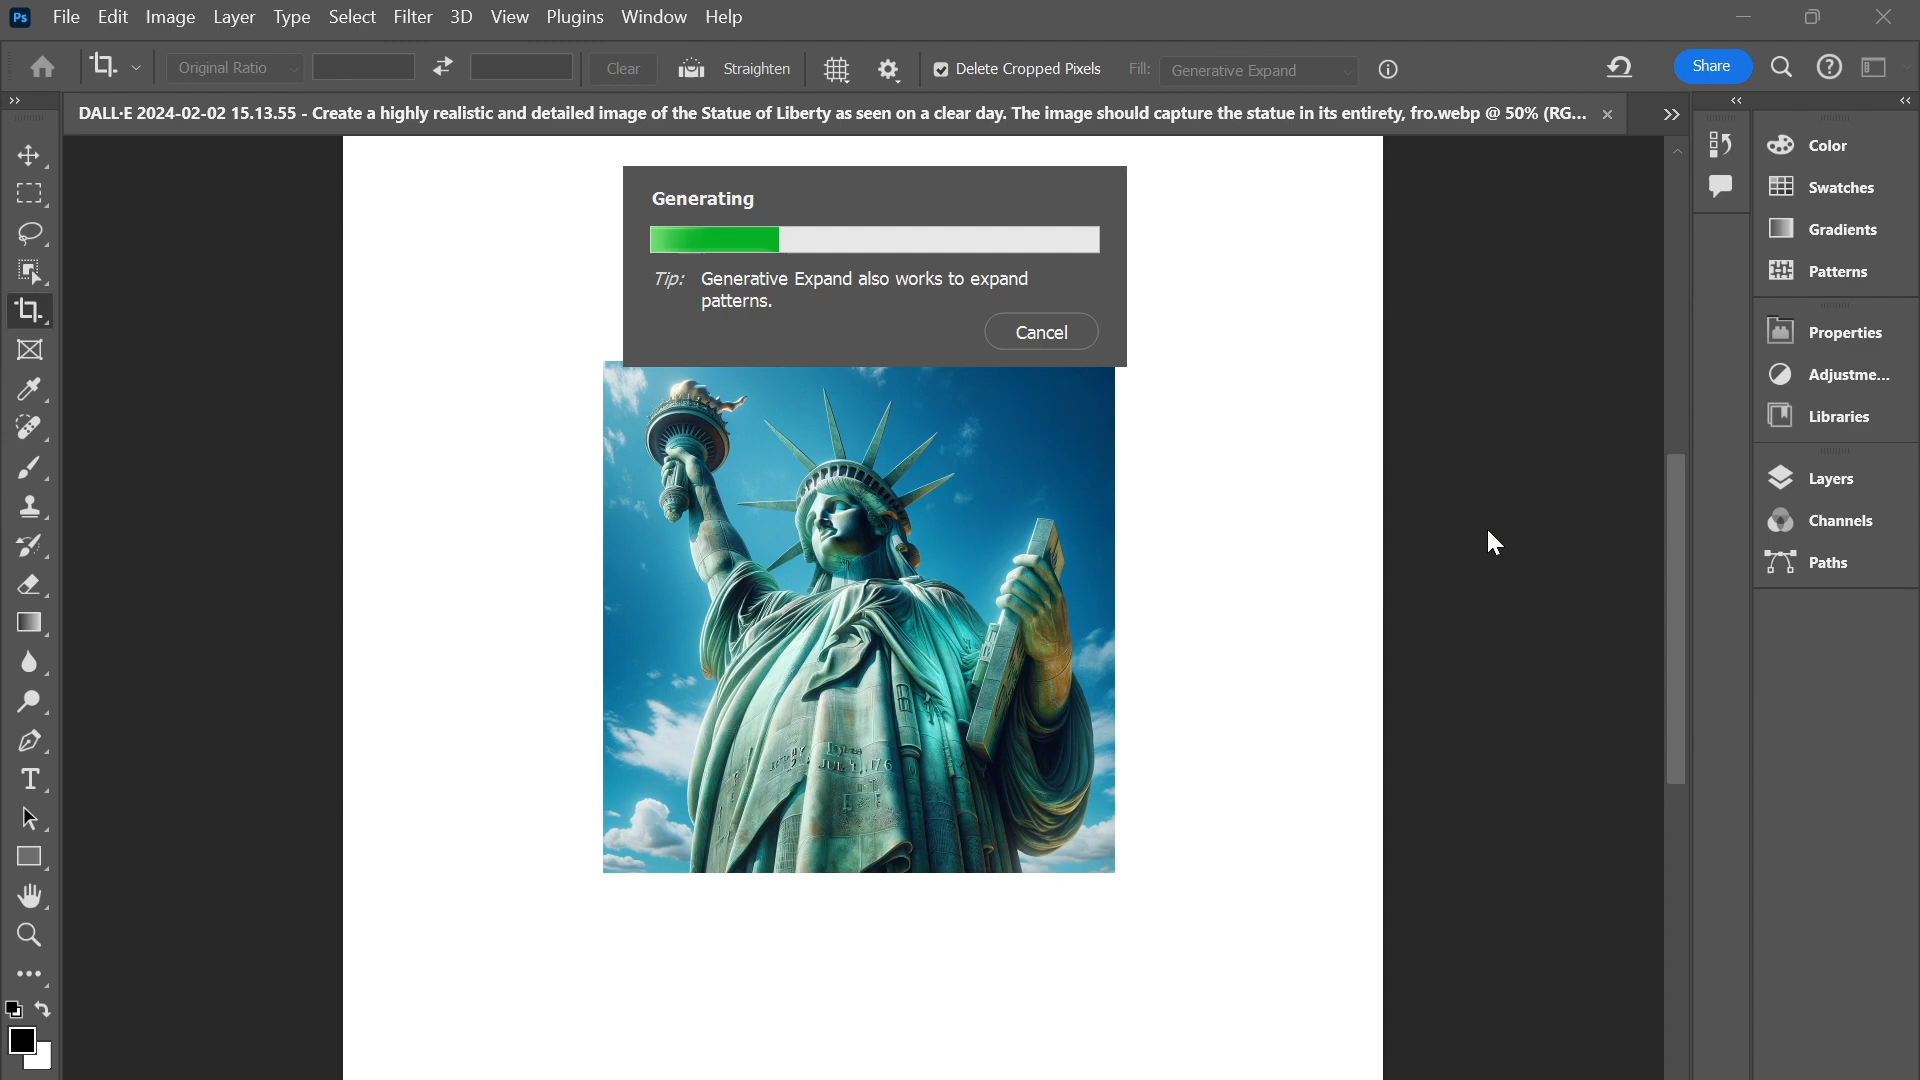 Ps File Edit Image Layer Type Select Filter 3D View Plugins Window Help
Original Ratio Clear Straighten Delete Cropped Pixels Fill: Generative Expand Share
DALL·E 2024-02-02 15.13.55 - Create a highly realistic and detailed image of the Statue of Liberty as seen on a clear day. The image should capture the statue in its entirety, fro.webp @ 50% (RG...
Generating
Tip: Generative Expand also works to expand
patterns.
Cancel
JULY
Color
Swatches
Gradients
Patterns
Properties
Adjustme...
Libraries
Layers
Channels
Paths